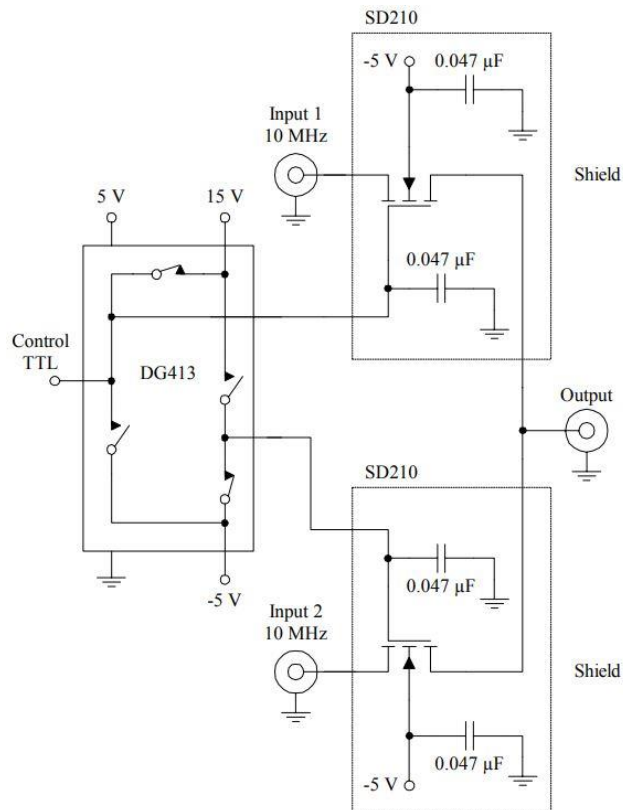 SD210
-5 V
0.047 µF
Input 1
10 MHz
Shield
5 V
15 V
0.047 µF
Control
TTL
DG413
Output
SD210
-5 V
0.047 µF
Input 2
10 MHz
Shield
0.047 µF
-5 V